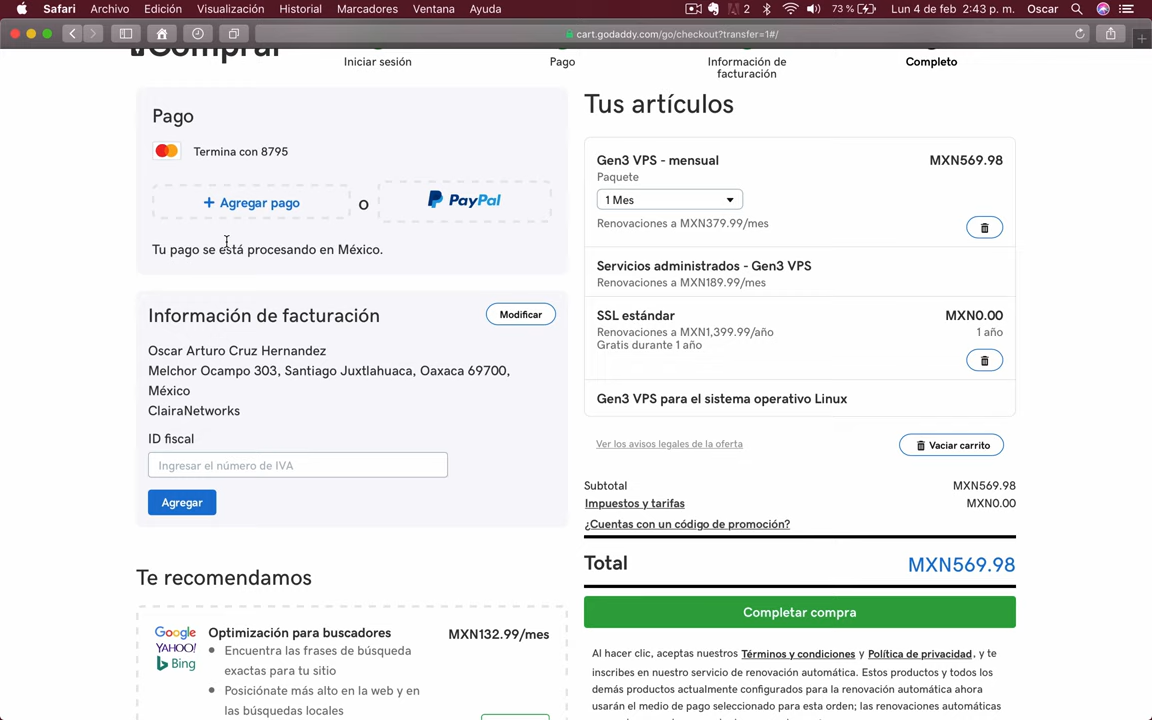 Safari Archivo Edición Visualización Historial Marcadores Ventana Ayuda 2 73 % Lun 4 de feb 2:43 p. m. Oscar
cart.godaddy.com/go/checkout?transfer=1#/
Comprar
Iniciar sesión
Pago
Información de
facturación
Completo
Pago
Termina con 8795
+ Agregar pago
o
PayPal
Tu pago se está procesando en México.
Información de facturación
Modificar
Oscar Arturo Cruz Hernandez
Melchor Ocampo 303, Santiago Juxtlahuaca, Oaxaca 69700,
México
ClairaNetworks
ID fiscal
Ingresar el número de IVA
Agregar
Te recomendamos
Google
YAHOO!
Bing
Optimización para buscadores
MXN132.99/mes
Encuentra las frases de búsqueda
exactas para tu sitio
Posiciónate más alto en la web y en
las búsquedas locales
Tus artículos
Gen3 VPS - mensual
MXN569.98
Paquete
1 Mes
Renovaciones a MXN379.99/mes
Servicios administrados - Gen3 VPS
Renovaciones a MXN189.99/mes
SSL estándar
MXN0.00
Renovaciones a MXN1,399.99/año
1 año
Gratis durante 1 año
Gen3 VPS para el sistema operativo Linux
Ver los avisos legales de la oferta
Vaciar carrito
Subtotal
MXN569.98
Impuestos y tarifas
MXN0.00
¿Cuentas con un código de promoción?
Total
MXN569.98
Completar compra
Al hacer clic, aceptas nuestros Términos y condiciones y Política de privacidad, y te
inscribes en nuestro servicio de renovación automática. Estos productos y todos los
demás productos actualmente configurados para la renovación automática ahora
usarán el medio de pago seleccionado para esta orden; las renovaciones automáticas